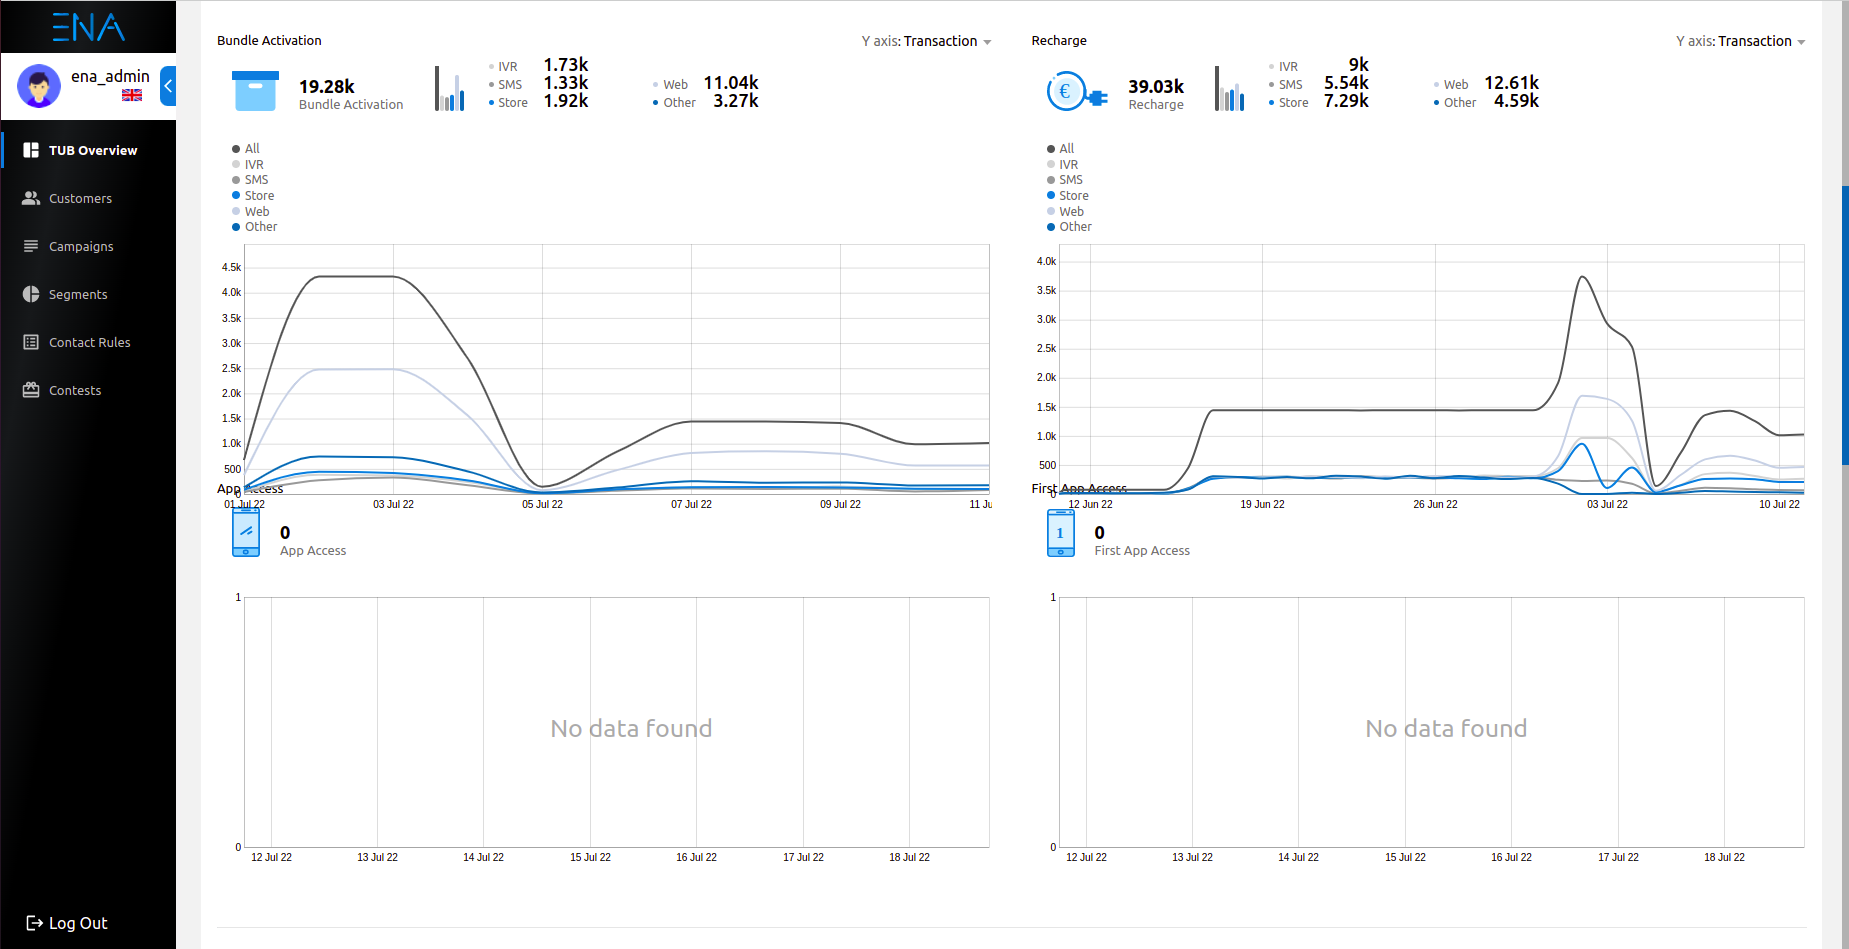 ENA
ena_admin
TUB Overview
Customers
Campaigns
Segments
Contact Rules
Contests
Log Out
Bundle Activation
Y axis: Transaction
19.28k
Bundle Activation
IVR 1.73k
SMS 1.33k
Store 1.92k
Web 11.04k
Other 3.27k
All
IVR
SMS
Store
Web
Other
4.5k
4.0k
3.5k
3.0k
2.5k
2.0k
1.5k
1.0k
500
0
01 Jul 22 03 Jul 22 05 Jul 22 07 Jul 22 09 Jul 22 11 J
Recharge
Y axis: Transaction
€
39.03k
Recharge
IVR 9k
SMS 5.54k
Store 7.29k
Web 12.61k
Other 4.59k
All
IVR
SMS
Store
Web
Other
4.0k
3.5k
3.0k
2.5k
2.0k
1.5k
1.0k
500
0
12 Jun 22 19 Jun 22 26 Jun 22 03 Jul 22 10 Jul 22
App Access
0
App Access
1
No data found
0
12 Jul 22 13 Jul 22 14 Jul 22 15 Jul 22 16 Jul 22 17 Jul 22 18 Jul 22
First App Access
1
0
First App Access
1
No data found
0
12 Jul 22 13 Jul 22 14 Jul 22 15 Jul 22 16 Jul 22 17 Jul 22 18 Jul 22